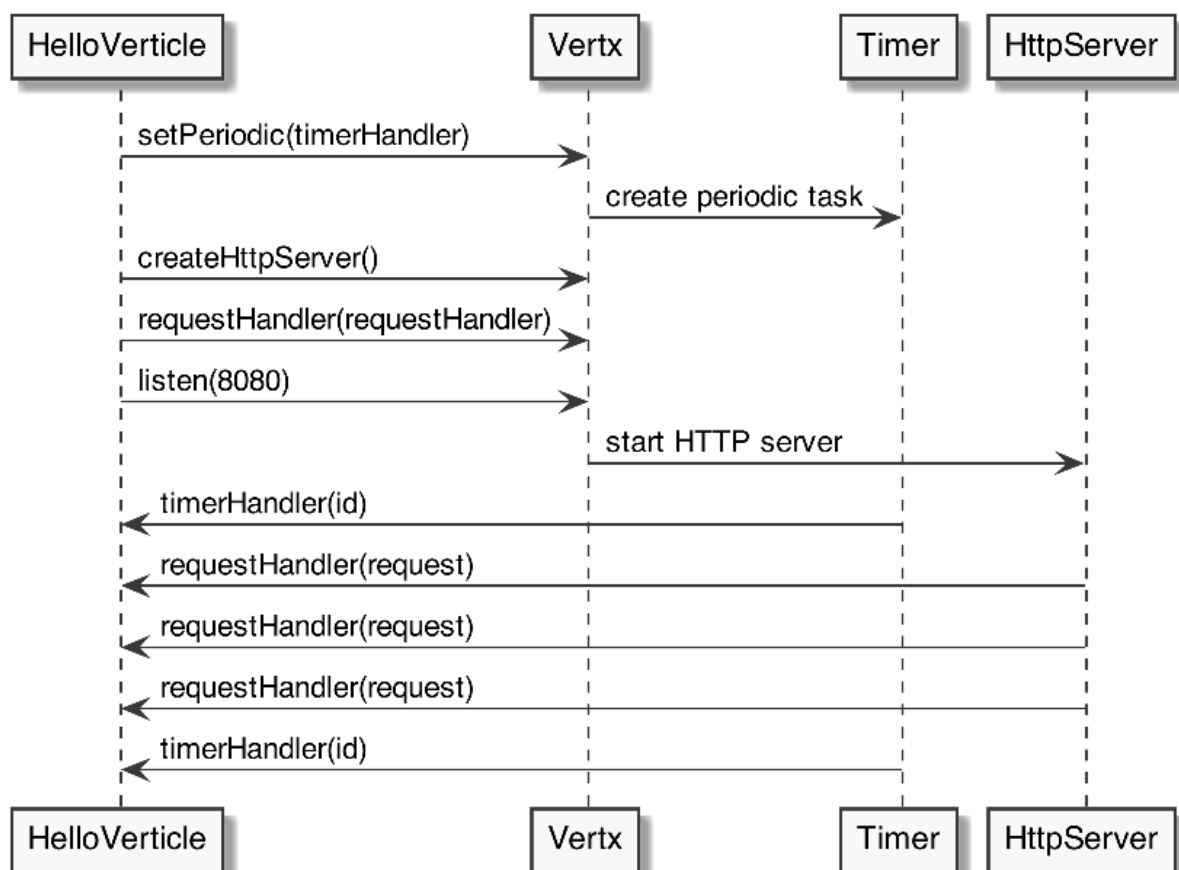 HelloVerticle Vertx Timer HttpServer
setPeriodic(timerHandler)
create periodic task
createHttpServer()
requestHandler(requestHandler)
listen(8080)
start HTTP server
timerHandler(id)
requestHandler(request)
requestHandler(request)
requestHandler(request)
timerHandler(id)
HelloVerticle Vertx Timer HttpServer